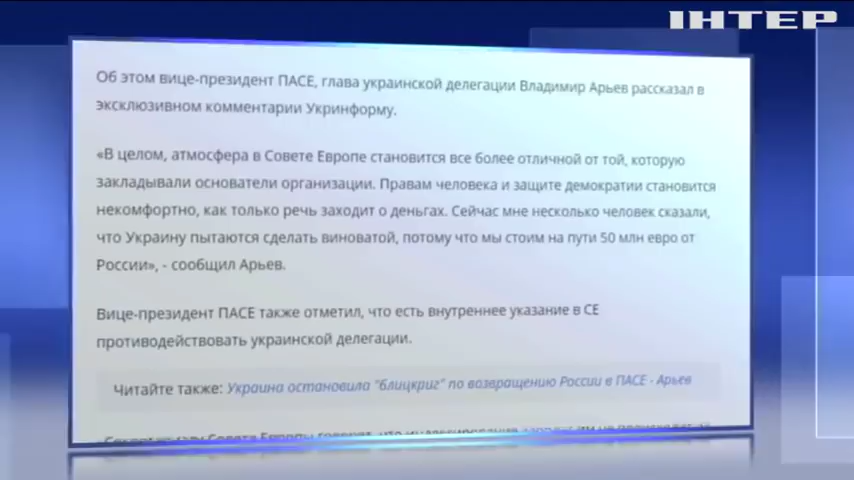 ІНТЕР
Об этом вице-президент ПАСЕ, глава украинской делегации Владимир Арьев рассказал в
эксклюзивном комментарии Укринформу.
«В целом, атмосфера в Совете Европе становится все более отличной от той, которую
закладывали основатели организации. Правам человека и защите демократии становится
некомфортно, как только речь заходит о деньгах. Сейчас мне несколько человек сказали,
что Украину пытаются сделать виноватой, потому что мы стоим на пути 50 млн евро от
России», - сообщил Арьев.
Вице-президент ПАСЕ также отметил, что есть внутреннее указание в СЕ
противодействовать украинской делегации.
Читайте также: Украина остановила "блицкриг" по возвращению России в ПАСЕ - Арьев
Совета Европы говорят, что